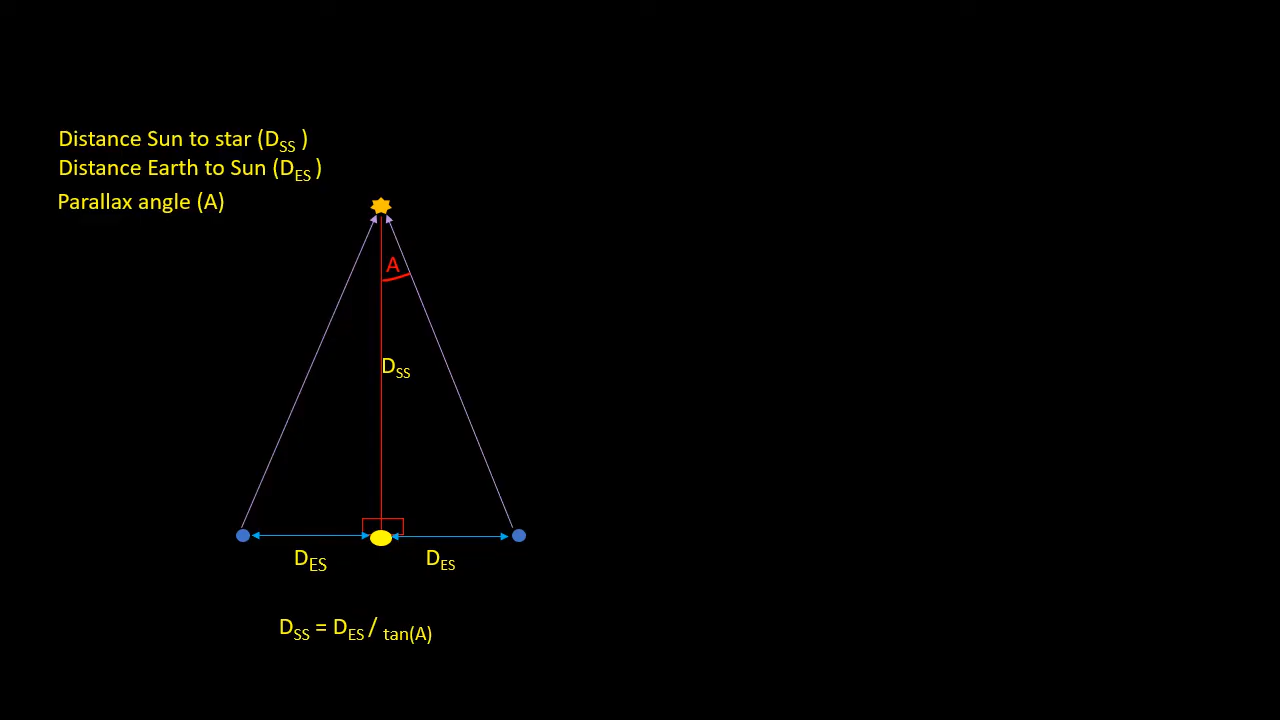 Distance Sun to star (DSS )
Distance Earth to Sun (DES )
Parallax angle (A)
A
DSS
DES
DES
DSS = DES / tan(A)